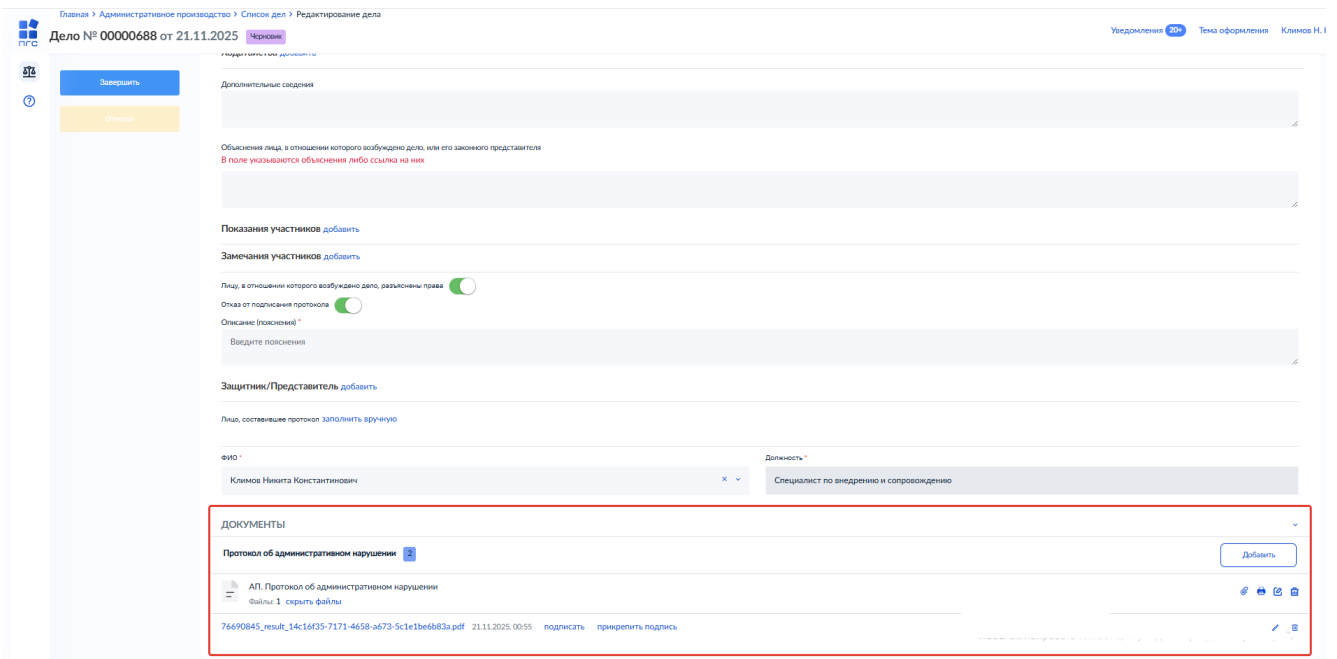 Главная > Административное производство > Список дел > Редактирование дела
пгс
Дело № 00000688 от 21.11.2025 Черновик
Уведомления 20+ Тема оформления Климов Н.
добавить
Завершить
Отмена
Дополнительные сведения
Объяснения лица, в отношении которого возбуждено дело, или его законного представителя
В поле указываются объяснения либо ссылка на них
Показания участников добавить
Замечания участников добавить
Лицу, в отношении которого возбуждено дело, разъяснены права
Отказ от подписания протокола
Описание (пояснения) *
Введите пояснения
Защитник/Представитель добавить
Лицо, составившее протокол заполнить вручную
ФИО *
Должность *
Климов Никита Константинович
Специалист по внедрению и сопровождению
ДОКУМЕНТЫ
Протокол об административном нарушении 2
Добавить
АП. Протокол об административном нарушении
Файлы: 1 скрыть файлы
76690845_result_14c16f35-7171-4658-a673-5c1e1be6b83a.pdf 21.11.2025, 00:55 подписать прикрепить подпись